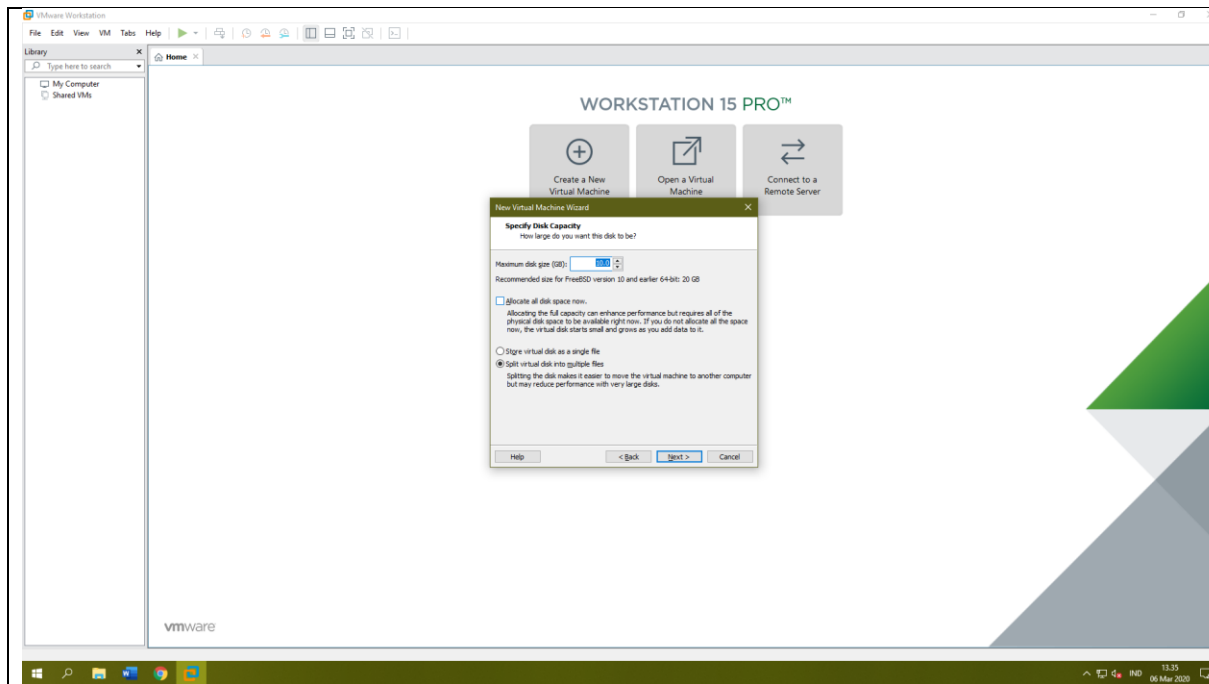 VMware Workstation
File Edit View VM Tabs Help
Library
Type here to search
My Computer
Shared VMs
Home
WORKSTATION 15 PRO™
Create a New
Virtual Machine
Open a Virtual
Machine
Connect to a
Remote Server
New Virtual Machine Wizard
Specify Disk Capacity
How large do you want this disk to be?
Maximum disk size (GB):
Recommended size for FreeBSD version 10 and earlier 64-bit: 20 GB
Allocate all disk space now.
Allocating the full capacity can enhance performance but requires all of the
physical disk space to be available right now. If you do not allocate all the space
now, the virtual disk starts small and grows as you add data to it.
Store virtual disk as a single file
Split virtual disk into multiple files
Splitting the disk makes it easier to move the virtual machine to another computer
but may reduce performance with very large disks.
Help
< Back
Next >
Cancel
vmware
IND
13.35
06 Mar 2020